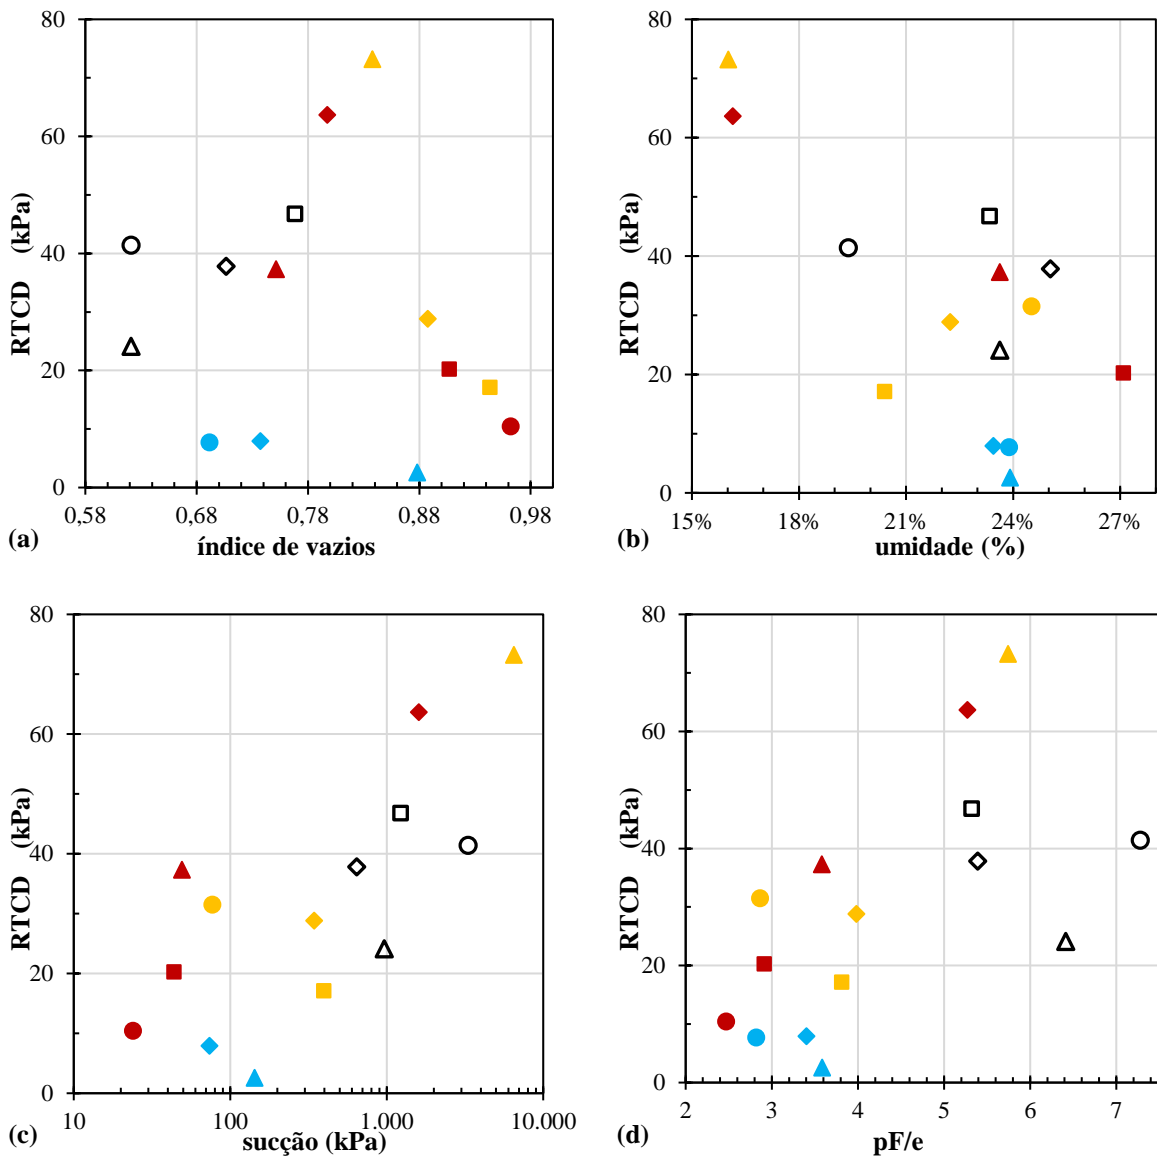 80
60
40
20
0
RTCD (kPa)
0,58 0,68 0,78 0,88 0,98
(a)
índice de vazios
80
60
40
20
0
RTCD (kPa)
15% 18% 21% 24% 27%
(b)
umidade (%)
80
60
40
20
0
RTCD (kPa)
10 100 1.000 10.000
(c)
sucção (kPa)
80
60
40
20
0
RTCD (kPa)
2 3 4 5 6 7
(d)
pF/e